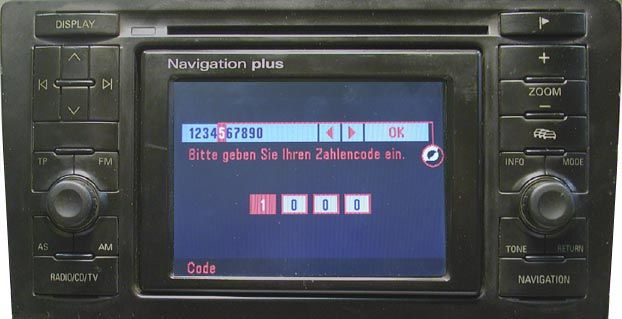 DISPLAY
Navigation plus
+
ZOOM
−
TP
FM
INFO
MODE
1234567890
OK
Bitte geben Sie Ihren Zahlencode ein.
1 0 0 0
AS
AM
TONE
RETURN
Code
RADIO/CD/TV
NAVIGATION